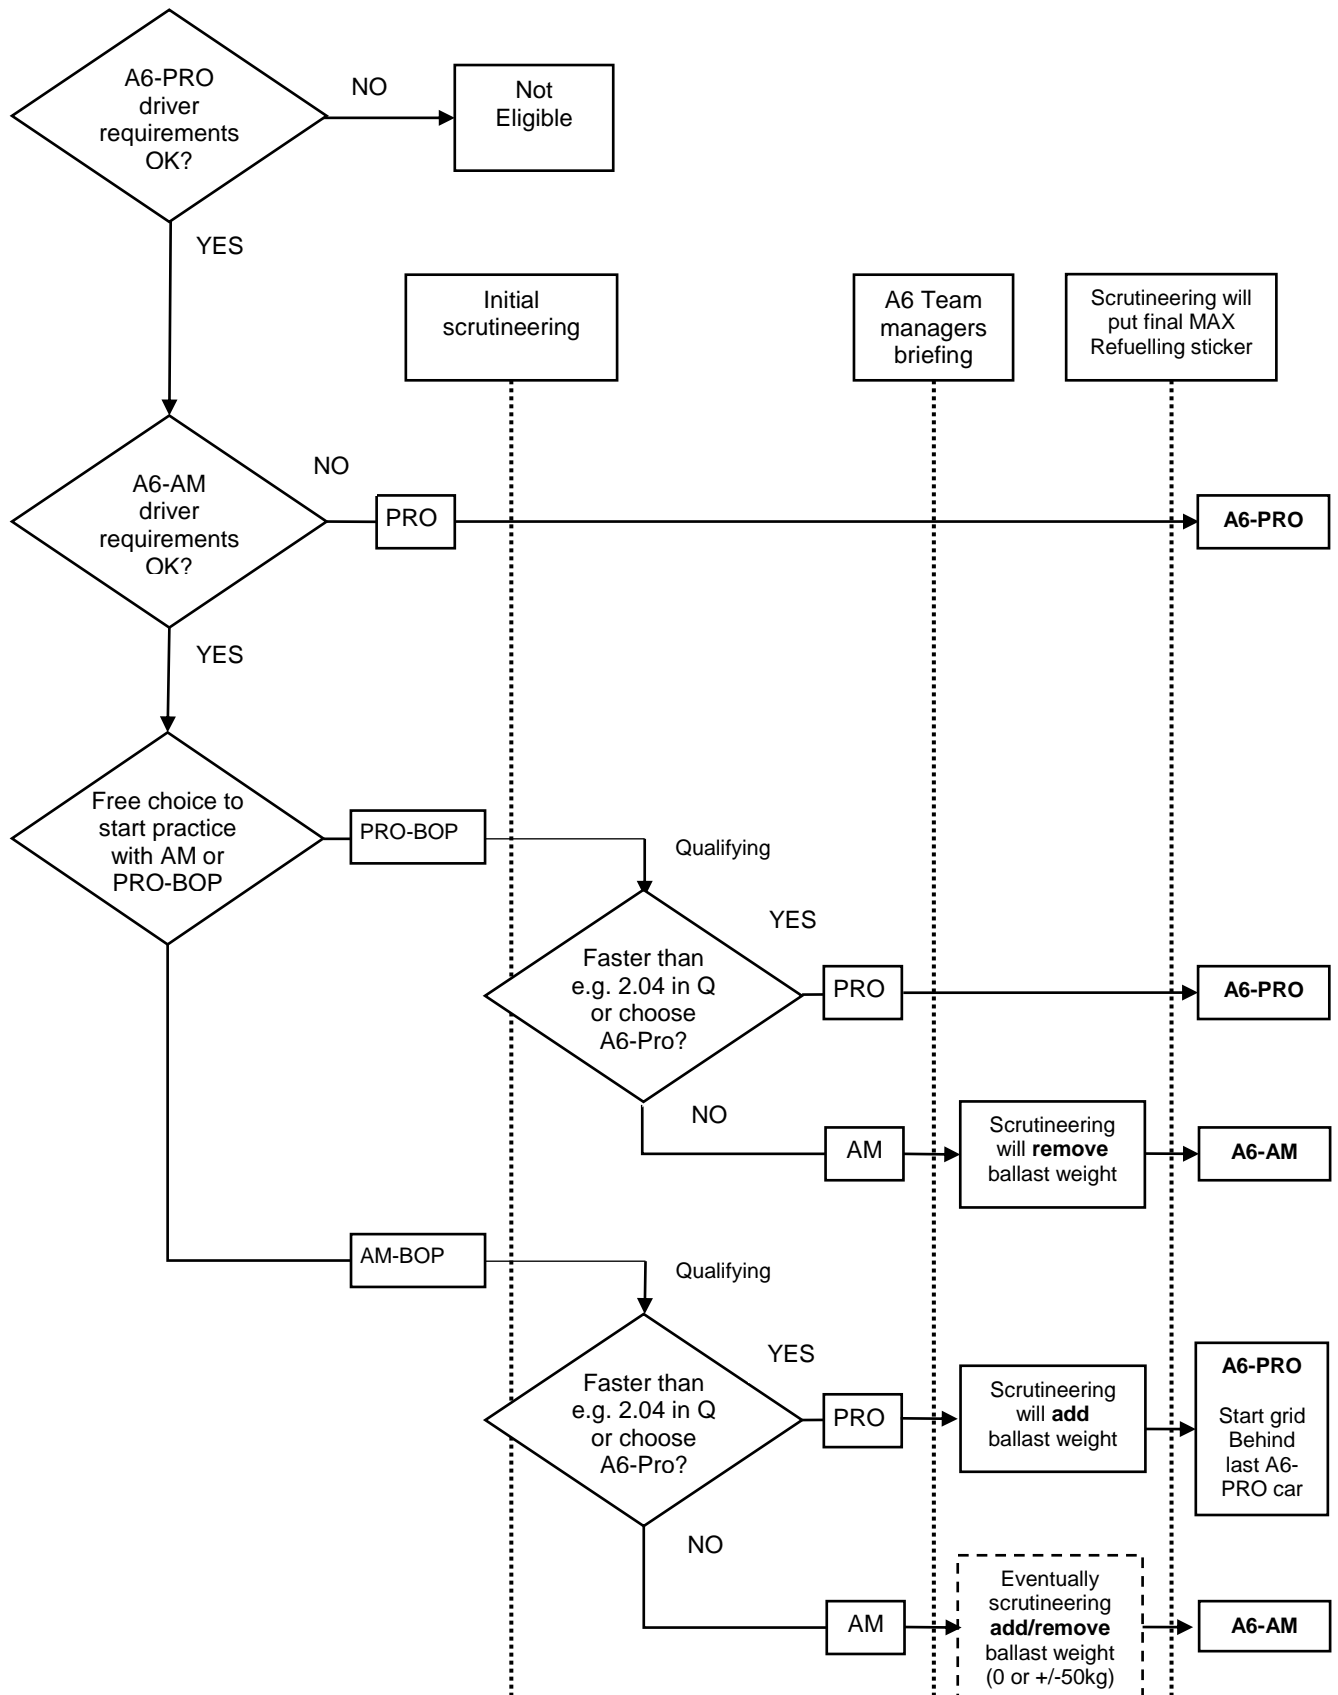 A6-PRO
driver
requirements
OK?
NO
Not
Eligible
YES
Initial
scrutineering
A6 Team
managers
briefing
Scrutineering will
put final MAX
Refuelling sticker
A6-AM
driver
requirements
OK?
NO
PRO
A6-PRO
YES
Free choice to
start practice
with AM or
PRO-BOP
PRO-BOP
Qualifying
Faster than
e.g. 2.04 in Q
or choose
A6-Pro?
YES
PRO
A6-PRO
NO
AM
Scrutineering
will remove
ballast weight
A6-AM
AM-BOP
Qualifying
Faster than
e.g. 2.04 in Q
or choose
A6-Pro?
YES
PRO
Scrutineering
will add
ballast weight
A6-PRO
Start grid
Behind
last A6-
PRO car
NO
AM
Eventually
scrutineering
add/remove
ballast weight
(0 or +/-50kg)
A6-AM